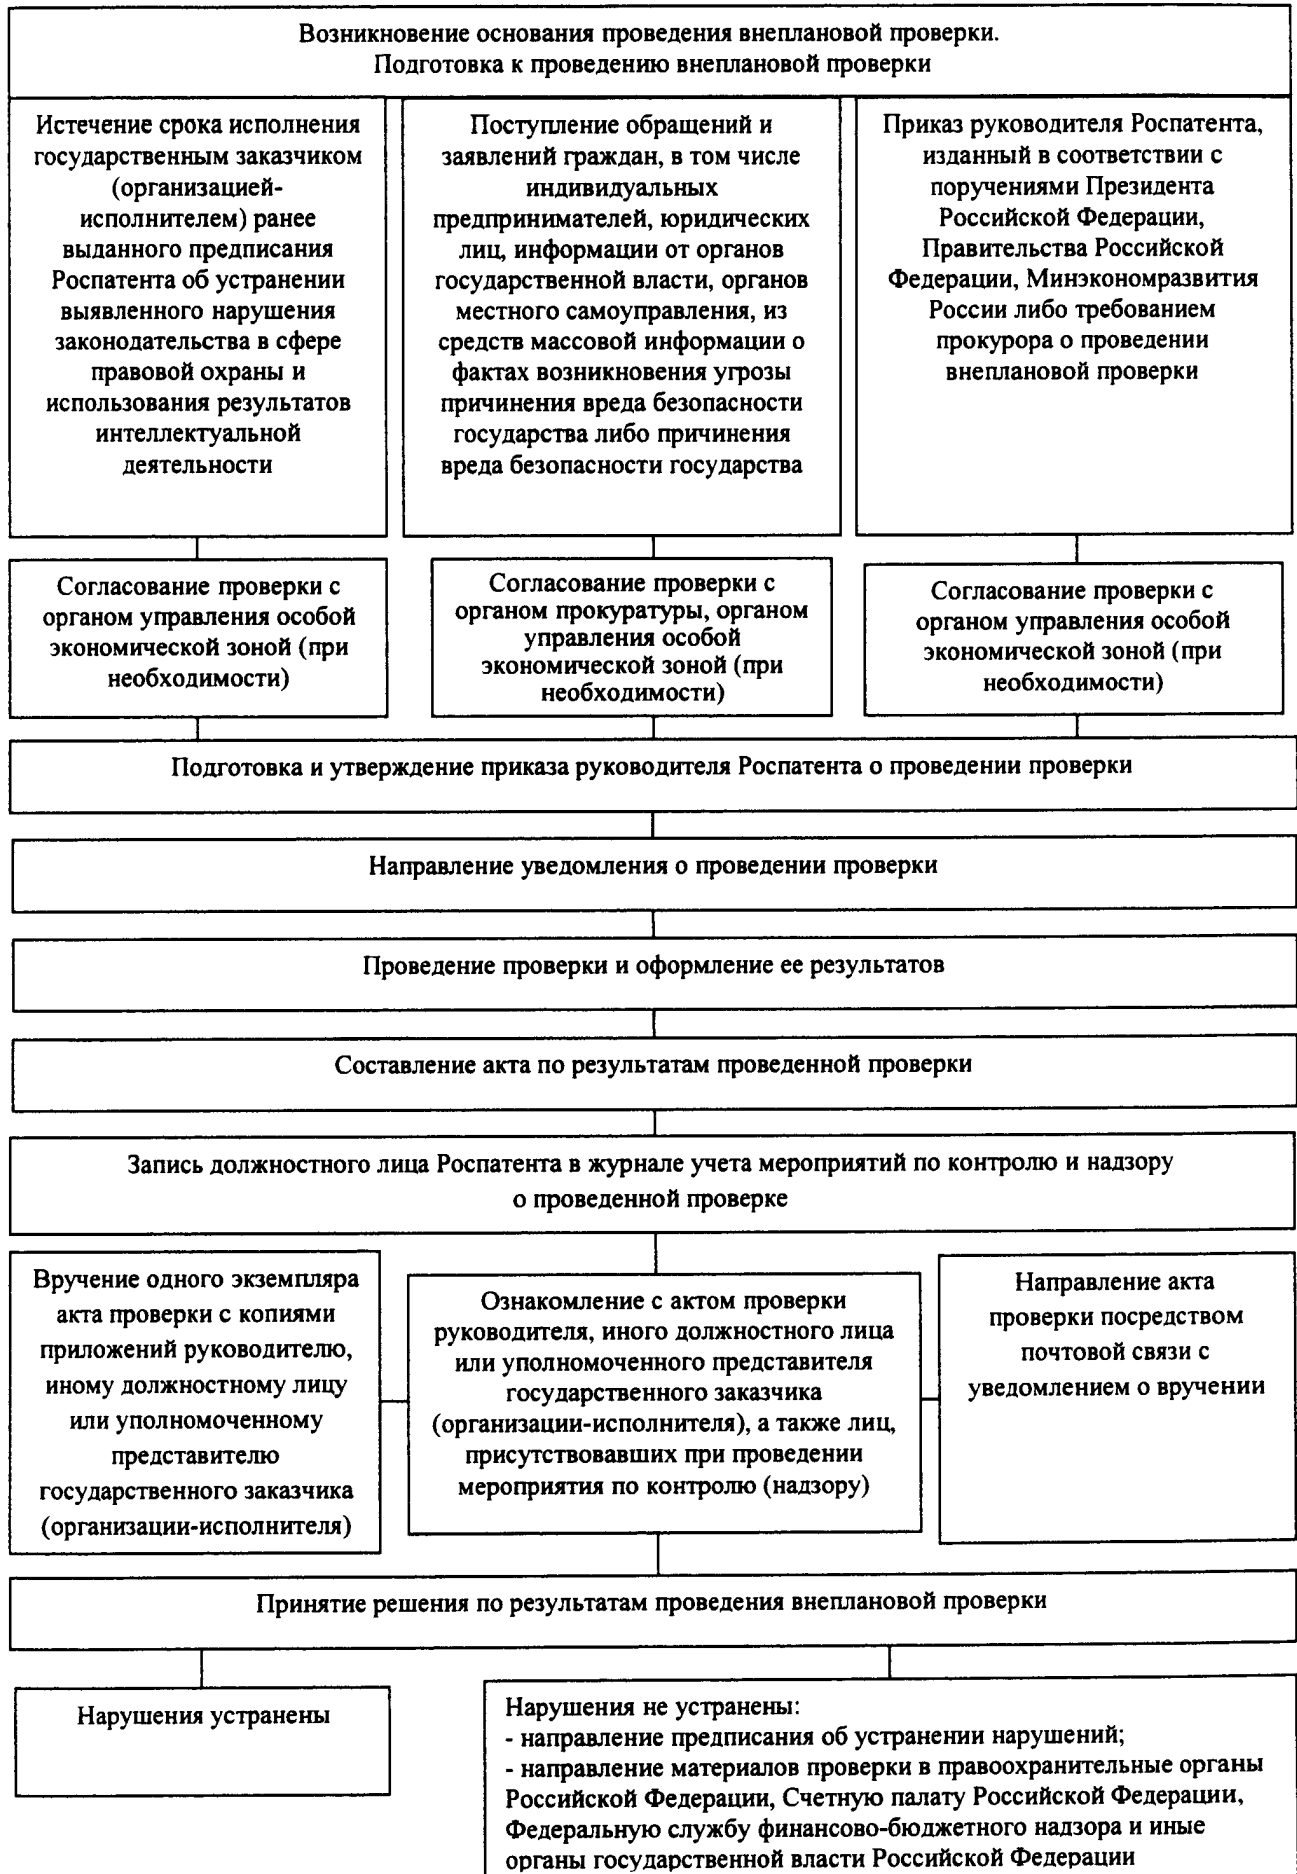 Возникновение основания проведения внеплановой проверки.
Подготовка к проведению внеплановой проверки
Истечение срока исполнения
государственным заказчиком
(организацией-
исполнителем) ранее
выданного предписания
Роспатента об устранении
выявленного нарушения
законодательства в сфере
правовой охраны и
использования результатов
интеллектуальной
деятельности
Поступление обращений и
заявлений граждан, в том числе
индивидуальных
предпринимателей, юридических
лиц, информации от органов
государственной власти, органов
местного самоуправления, из
средств массовой информации о
фактах возникновения угрозы
причинения вреда безопасности
государства либо причинения
вреда безопасности государства
Приказ руководителя Роспатента,
изданный в соответствии с
поручениями Президента
Российской Федерации,
Правительства Российской
Федерации, Минэкономразвития
России либо требованием
прокурора о проведении
внеплановой проверки
Согласование проверки с
органом управления особой
экономической зоной (при
необходимости)
Согласование проверки с
органом прокуратуры, органом
управления особой
экономической зоной (при
необходимости)
Согласование проверки с
органом управления особой
экономической зоной (при
необходимости)
Подготовка и утверждение приказа руководителя Роспатента о проведении проверки
Направление уведомления о проведении проверки
Проведение проверки и оформление ее результатов
Составление акта по результатам проведенной проверки
Запись должностного лица Роспатента в журнале учета мероприятий по контролю и надзору
о проведенной проверке
Вручение одного экземпляра
акта проверки с копиями
приложений руководителю,
иному должностному лицу
или уполномоченному
представителю
государственного заказчика
(организации-исполнителя)
Ознакомление с актом проверки
руководителя, иного должностного лица
или уполномоченного представителя
государственного заказчика
(организации-исполнителя), а также лиц,
присутствовавших при проведении
мероприятия по контролю (надзору)
Направление акта
проверки посредством
почтовой связи с
уведомлением о вручении
Принятие решения по результатам проведения внеплановой проверки
Нарушения устранены
Нарушения не устранены:
- направление предписания об устранении нарушений;
- направление материалов проверки в правоохранительные органы
Российской Федерации, Счетную палату Российской Федерации,
Федеральную службу финансово-бюджетного надзора и иные
органы государственной власти Российской Федерации